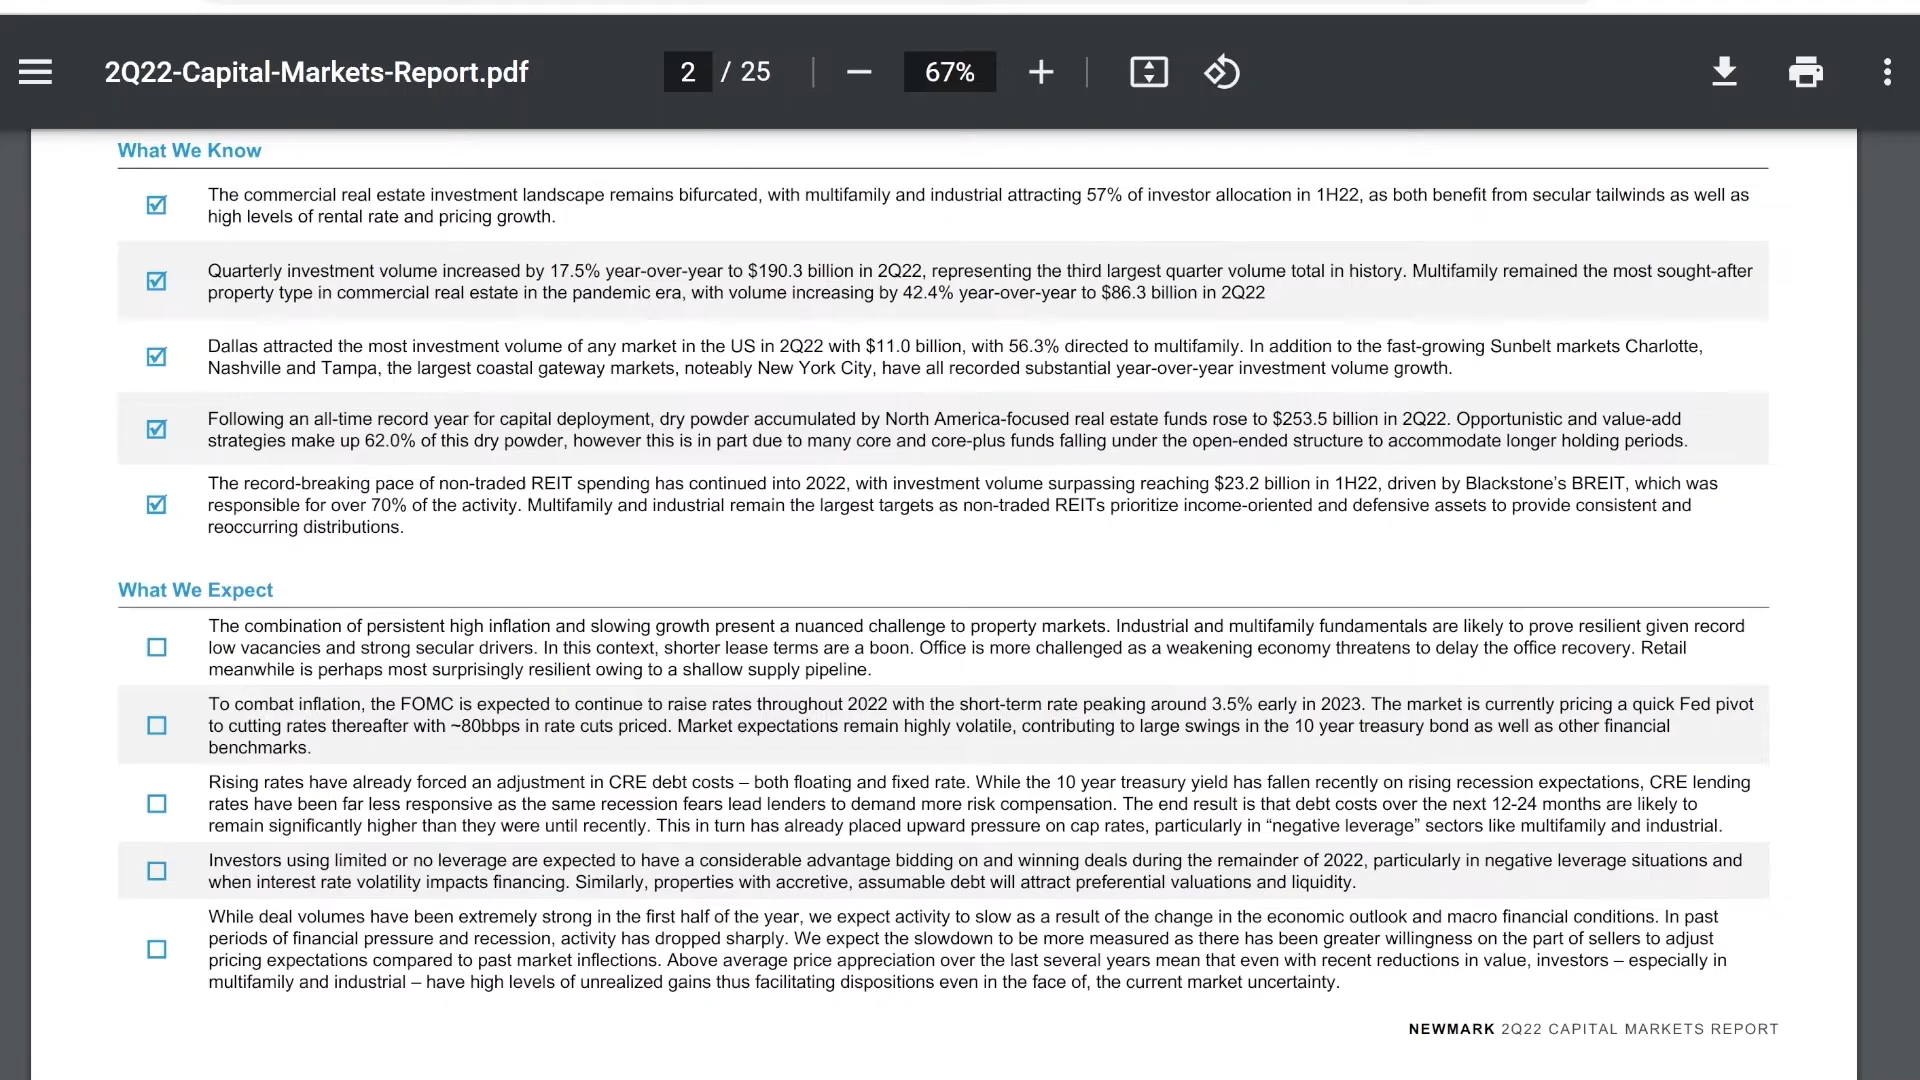 2Q22-Capital-Markets-Report.pdf
2 / 25
67%
What We Know
The commercial real estate investment landscape remains bifurcated, with multifamily and industrial attracting 57% of investor allocation in 1H22, as both benefit from secular tailwinds as well as
high levels of rental rate and pricing growth.
Quarterly investment volume increased by 17.5% year-over-year to $190.3 billion in 2Q22, representing the third largest quarter volume total in history. Multifamily remained the most sought-after
property type in commercial real estate in the pandemic era, with volume increasing by 42.4% year-over-year to $86.3 billion in 2Q22
Dallas attracted the most investment volume of any market in the US in 2Q22 with $11.0 billion, with 56.3% directed to multifamily. In addition to the fast-growing Sunbelt markets Charlotte,
Nashville and Tampa, the largest coastal gateway markets, noteably New York City, have all recorded substantial year-over-year investment volume growth.
Following an all-time record year for capital deployment, dry powder accumulated by North America-focused real estate funds rose to $253.5 billion in 2Q22. Opportunistic and value-add
strategies make up 62.0% of this dry powder, however this is in part due to many core and core-plus funds falling under the open-ended structure to accommodate longer holding periods.
The record-breaking pace of non-traded REIT spending has continued into 2022, with investment volume surpassing reaching $23.2 billion in 1H22, driven by Blackstone’s BREIT, which was
responsible for over 70% of the activity. Multifamily and industrial remain the largest targets as non-traded REITs prioritize income-oriented and defensive assets to provide consistent and
reoccurring distributions.
What We Expect
The combination of persistent high inflation and slowing growth present a nuanced challenge to property markets. Industrial and multifamily fundamentals are likely to prove resilient given record
low vacancies and strong secular drivers. In this context, shorter lease terms are a boon. Office is more challenged as a weakening economy threatens to delay the office recovery. Retail
meanwhile is perhaps most surprisingly resilient owing to a shallow supply pipeline.
To combat inflation, the FOMC is expected to continue to raise rates throughout 2022 with the short-term rate peaking around 3.5% early in 2023. The market is currently pricing a quick Fed pivot
to cutting rates thereafter with ~80bbps in rate cuts priced. Market expectations remain highly volatile, contributing to large swings in the 10 year treasury bond as well as other financial
benchmarks.
Rising rates have already forced an adjustment in CRE debt costs – both floating and fixed rate. While the 10 year treasury yield has fallen recently on rising recession expectations, CRE lending
rates have been far less responsive as the same recession fears lead lenders to demand more risk compensation. The end result is that debt costs over the next 12-24 months are likely to
remain significantly higher than they were until recently. This in turn has already placed upward pressure on cap rates, particularly in “negative leverage” sectors like multifamily and industrial.
Investors using limited or no leverage are expected to have a considerable advantage bidding on and winning deals during the remainder of 2022, particularly in negative leverage situations and
when interest rate volatility impacts financing. Similarly, properties with accretive, assumable debt will attract preferential valuations and liquidity.
While deal volumes have been extremely strong in the first half of the year, we expect activity to slow as a result of the change in the economic outlook and macro financial conditions. In past
periods of financial pressure and recession, activity has dropped sharply. We expect the slowdown to be more measured as there has been greater willingness on the part of sellers to adjust
pricing expectations compared to past market inflections. Above average price appreciation over the last several years mean that even with recent reductions in value, investors – especially in
multifamily and industrial – have high levels of unrealized gains thus facilitating dispositions even in the face of, the current market uncertainty.
NEWMARK 2Q22 CAPITAL MARKETS REPORT